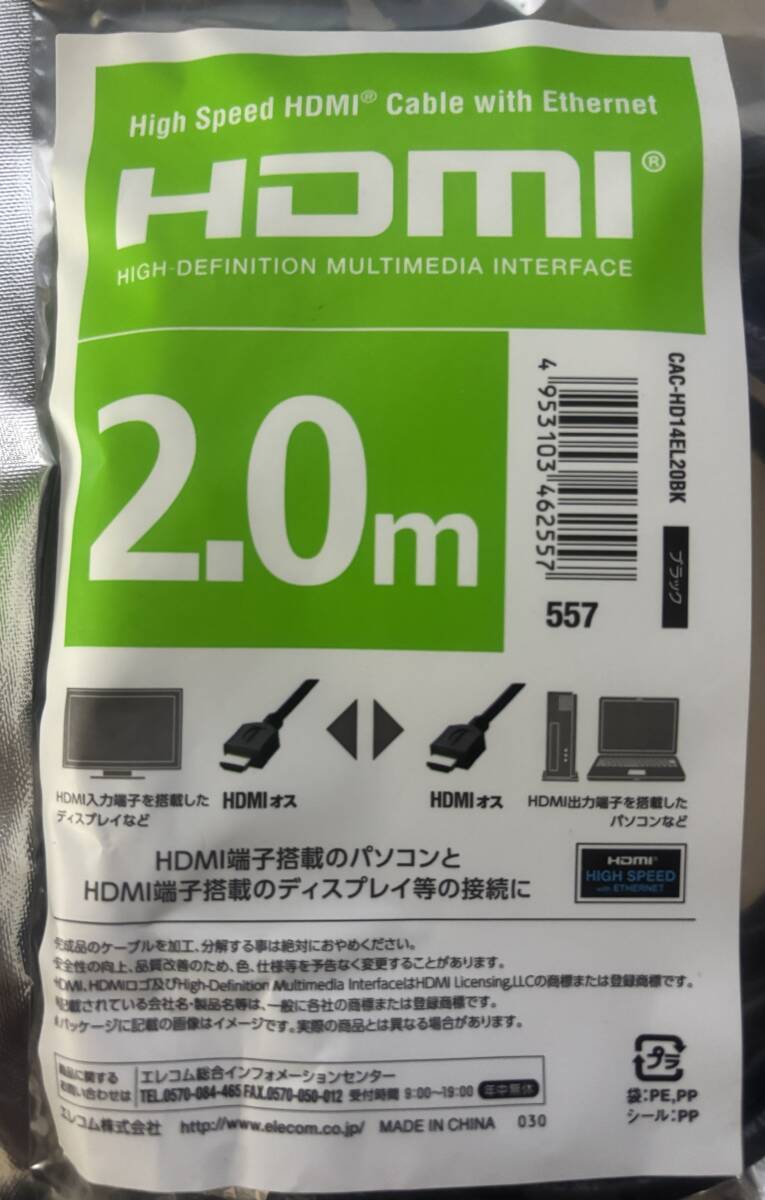 High Speed HDMI® Cable with Ethernet
HDMI®
HIGH-DEFINITION MULTIMEDIA INTERFACE
2.0m
4 953103 462557
557
CAC-HD14EL20BK
ブラック
HDMI入力端子を搭載した
ディスプレイなど
HDMIオス
HDMIオス
HDMI出力端子を搭載した
パソコンなど
HDMI端子搭載のパソコンと
HDMI端子搭載のディスプレイ等の接続に
HDMI®
HIGH SPEED
with ETHERNET
完成品のケーブルを加工、分解する事は絶対におやめください。
安全性の向上、品質改善のため、色、仕様等を予告なく変更することがあります。
HDMI、HDMIロゴ及びHigh-Definition Multimedia InterfaceはHDMI Licensing,LLCの商標または登録商標です。
記載されている会社名・製品名等は、一般に各社の商標または登録商標です。
パッケージに記載の画像はイメージです。実際の商品とは異なる場合があります。
商品に関する
お問い合わせは
エレコム総合インフォメーションセンター
TEL.0570-084-465 FAX.0570-050-012 受付時間 9:00〜19:00 年中無休
エレコム株式会社 http://www.elecom.co.jp/ MADE IN CHINA 030
プラ
袋:PE,PP
シール:PP